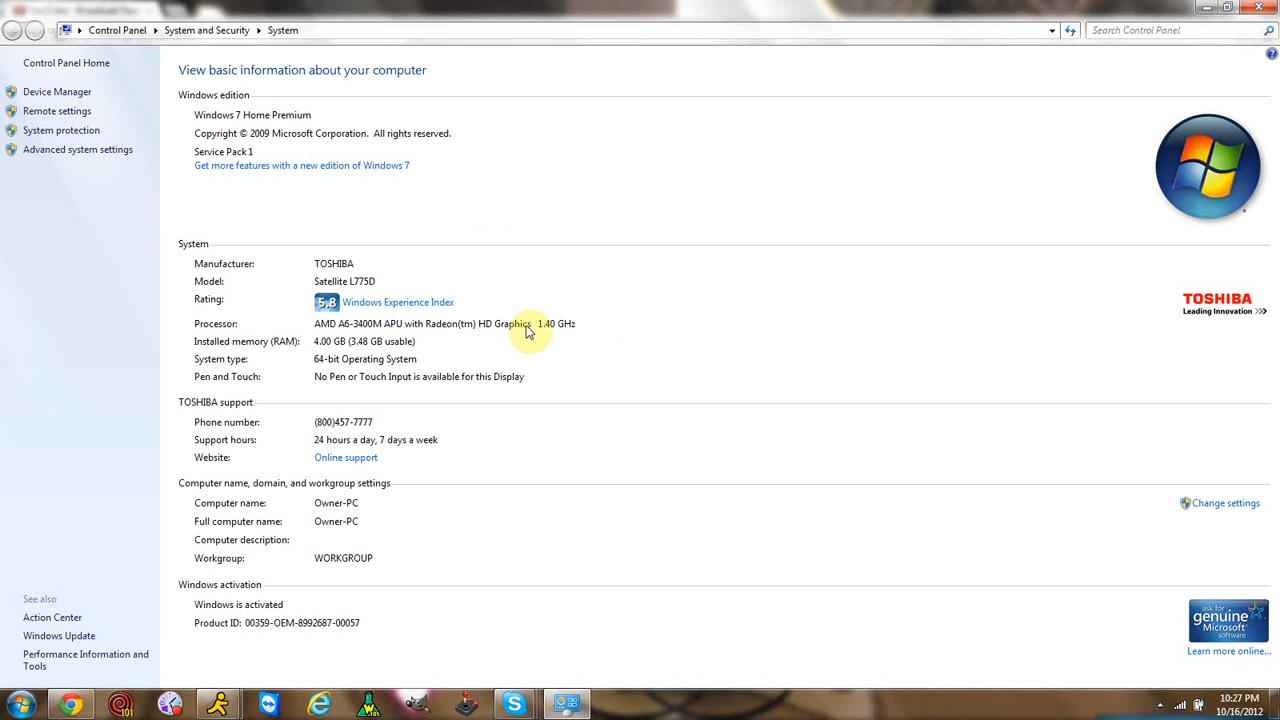 Control Panel ▸ System and Security ▸ System
Search Control Panel
Control Panel Home
Device Manager
Remote settings
System protection
Advanced system settings
View basic information about your computer
Windows edition
Windows 7 Home Premium
Copyright © 2009 Microsoft Corporation. All rights reserved.
Service Pack 1
Get more features with a new edition of Windows 7
System
Manufacturer: TOSHIBA
Model: Satellite L775D
Rating: 5.8 Windows Experience Index
Processor: AMD A6-3400M APU with Radeon(tm) HD Graphics 1.40 GHz
Installed memory (RAM): 4.00 GB (3.48 GB usable)
System type: 64-bit Operating System
Pen and Touch: No Pen or Touch Input is available for this Display
TOSHIBA
Leading Innovation >>>
TOSHIBA support
Phone number: (800)457-7777
Support hours: 24 hours a day, 7 days a week
Website: Online support
Computer name, domain, and workgroup settings
Computer name: Owner-PC
Change settings
Full computer name: Owner-PC
Computer description:
Workgroup: WORKGROUP
Windows activation
Windows is activated
Product ID: 00359-OEM-8992687-00057
ask for
genuine
Microsoft
software
Learn more online...
See also
Action Center
Windows Update
Performance Information and
Tools
101
W101
10:27 PM
10/16/2012